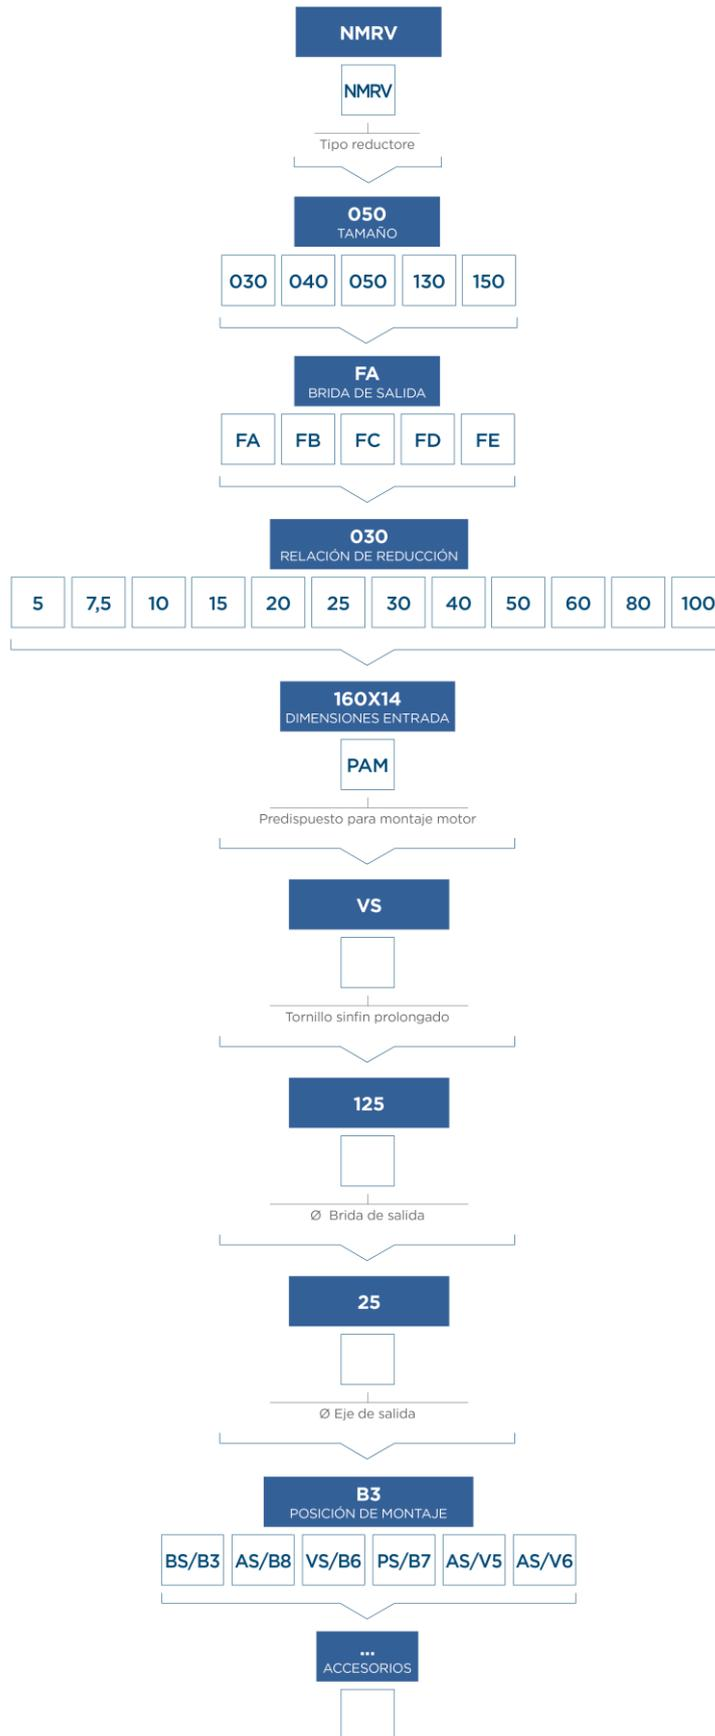 NMRV
NMRV
Tipo reductore
050
TAMAÑO
030 040 050 130 150
FA
BRIDA DE SALIDA
FA FB FC FD FE
030
RELACIÓN DE REDUCCIÓN
5 7,5 10 15 20 25 30 40 50 60 80 100
160X14
DIMENSIONES ENTRADA
PAM
Predispuesto para montaje motor
VS
Tornillo sinfin prolongado
125
Ø Brida de salida
25
Ø Eje de salida
B3
POSICIÓN DE MONTAJE
BS/B3 AS/B8 VS/B6 PS/B7 AS/V5 AS/V6
...
ACCESORIOS